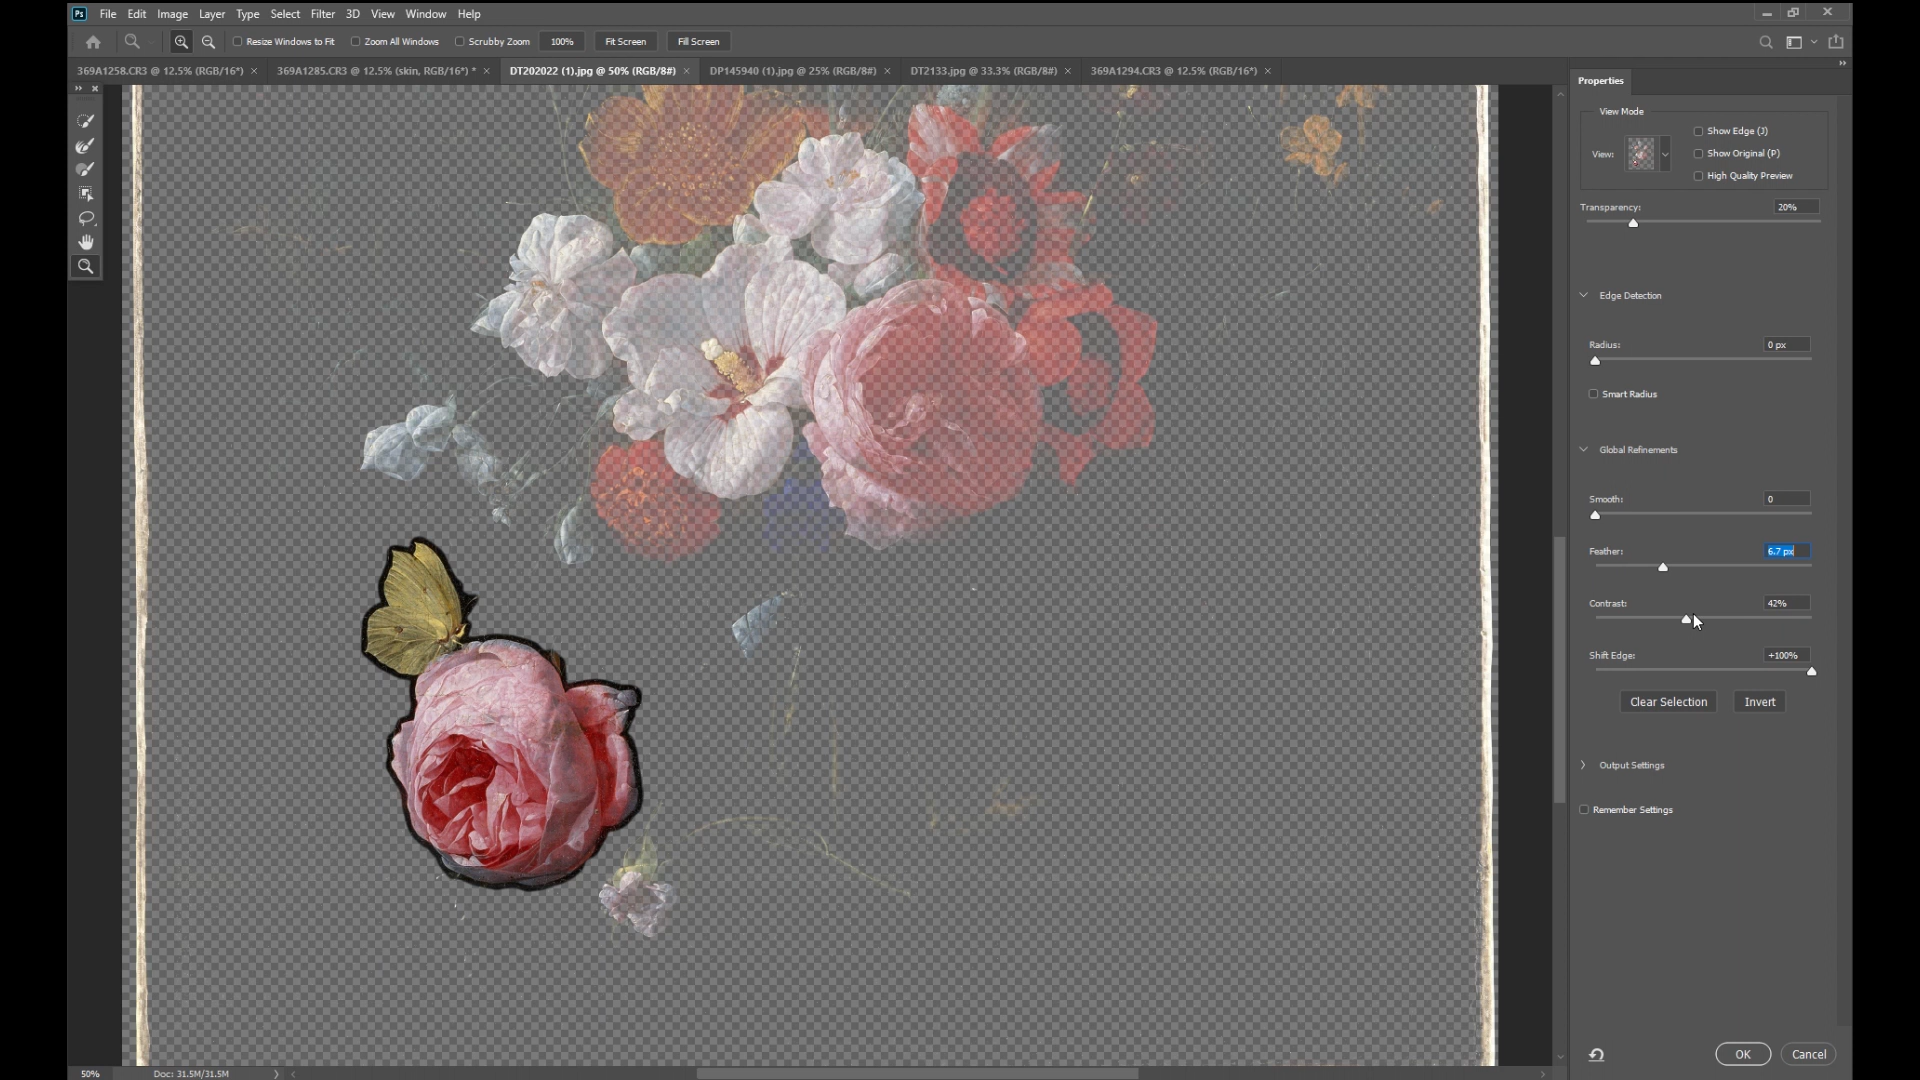 Ps File Edit Image Layer Type Select Filter 3D View Window Help
Resize Windows to Fit Zoom All Windows Scrubby Zoom 100% Fit Screen Fill Screen
369A1258.CR3 @ 12.5% (RGB/16*) × 369A1285.CR3 @ 12.5% (skin, RGB/16*) * × DT202022 (1).jpg @ 50% (RGB/8#) × DP145940 (1).jpg @ 25% (RGB/8#) × DT2133.jpg @ 33.3% (RGB/8#) × 369A1294.CR3 @ 12.5% (RGB/16*) ×
Properties
View Mode
Show Edge (J)
View:
Show Original (P)
High Quality Preview
Transparency: 20%
Edge Detection
Radius: 0 px
Smart Radius
Global Refinements
Smooth: 0
Feather: 6.7 px
Contrast: 42%
Shift Edge: +100%
Clear Selection Invert
Output Settings
Remember Settings
OK Cancel
50% Doc: 31.5M/31.5M